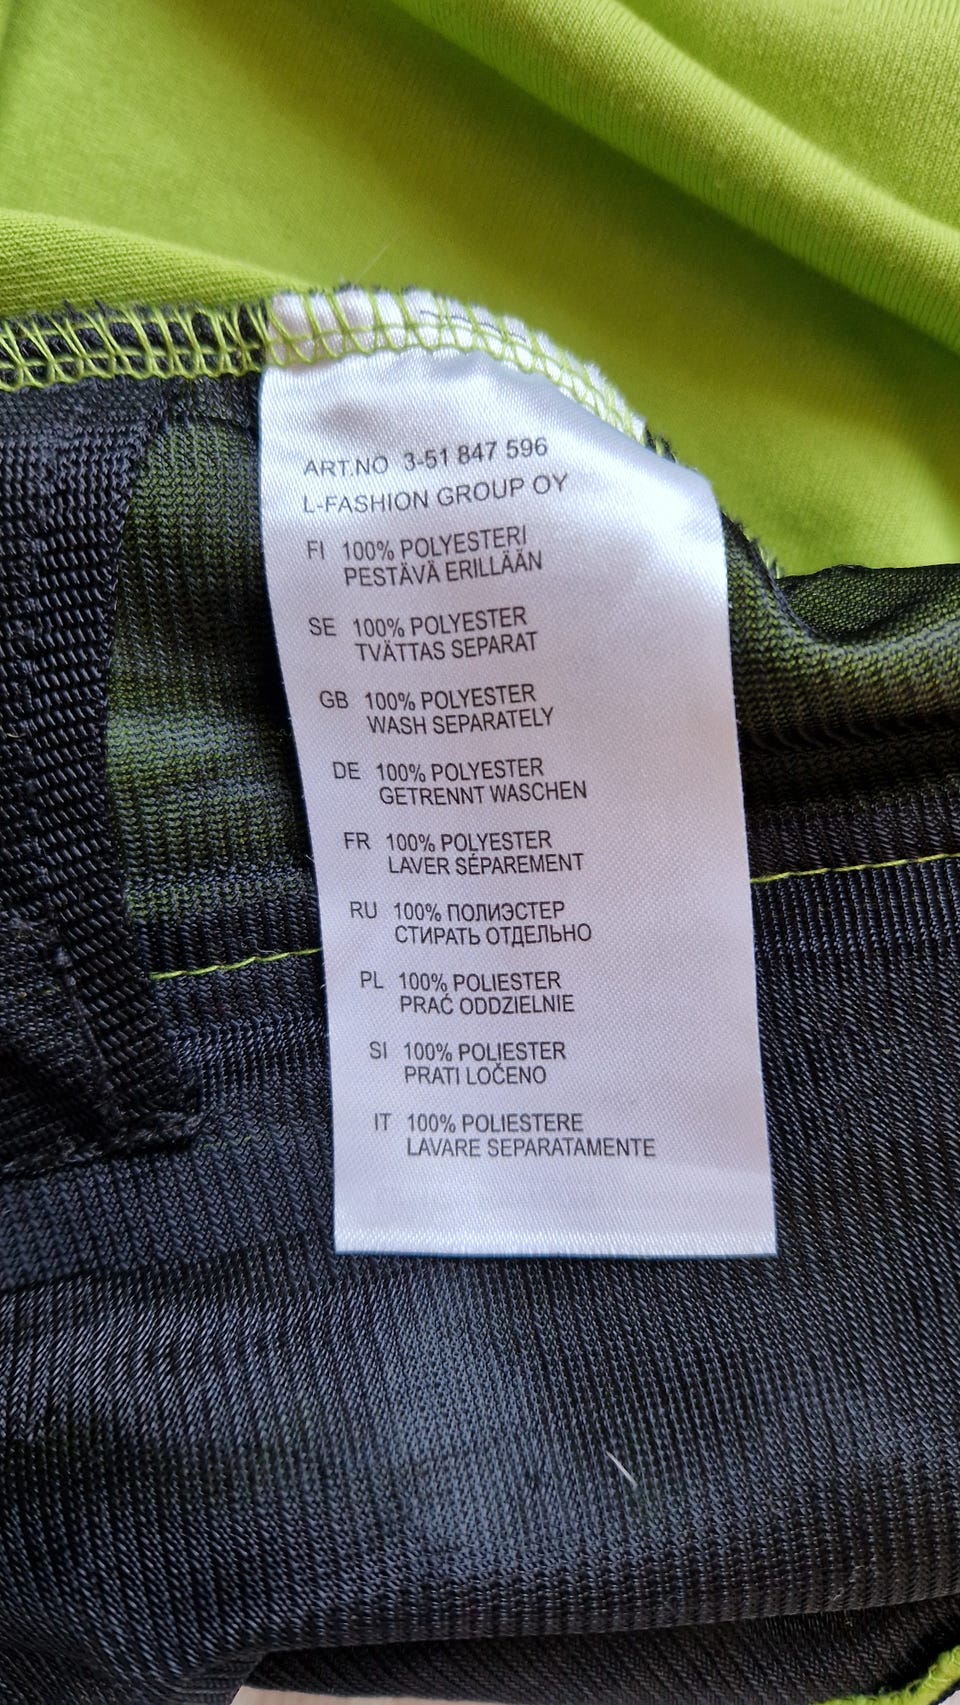 ART.NO 3-51 847 596
L-FASHION GROUP OY
FI 100% POLYESTERI
PESTÄVÄ ERILLÄÄN
SE 100% POLYESTER
TVÄTTAS SEPARAT
GB 100% POLYESTER
WASH SEPARATELY
DE 100% POLYESTER
GETRENNT WASCHEN
FR 100% POLYESTER
LAVER SÉPAREMENT
RU 100% ПОЛИЭСТЕР
СТИРАТЬ ОТДЕЛЬНО
PL 100% POLIESTER
PRAĆ ODDZIELNIE
SI 100% POLIESTER
PRATI LOČENO
IT 100% POLIESTERE
LAVARE SEPARATAMENTE